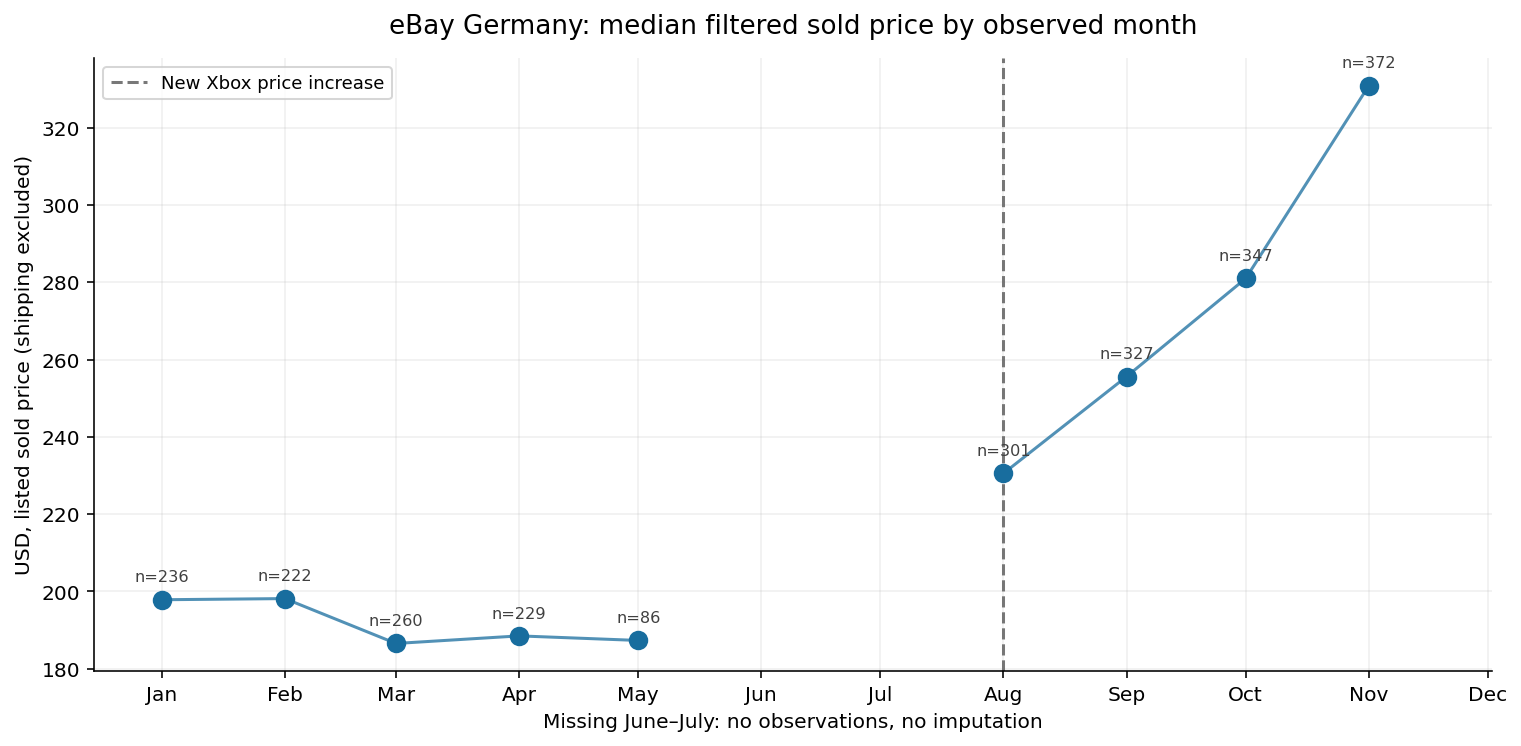 eBay Germany: median filtered sold price by observed month
New Xbox price increase
USD, listed sold price (shipping excluded)
320
300
280
260
240
220
200
180
n=236
n=222
n=260
n=229
n=86
n=301
n=327
n=347
n=372
Jan
Feb
Mar
Apr
May
Jun
Jul
Aug
Sep
Oct
Nov
Dec
Missing June–July: no observations, no imputation